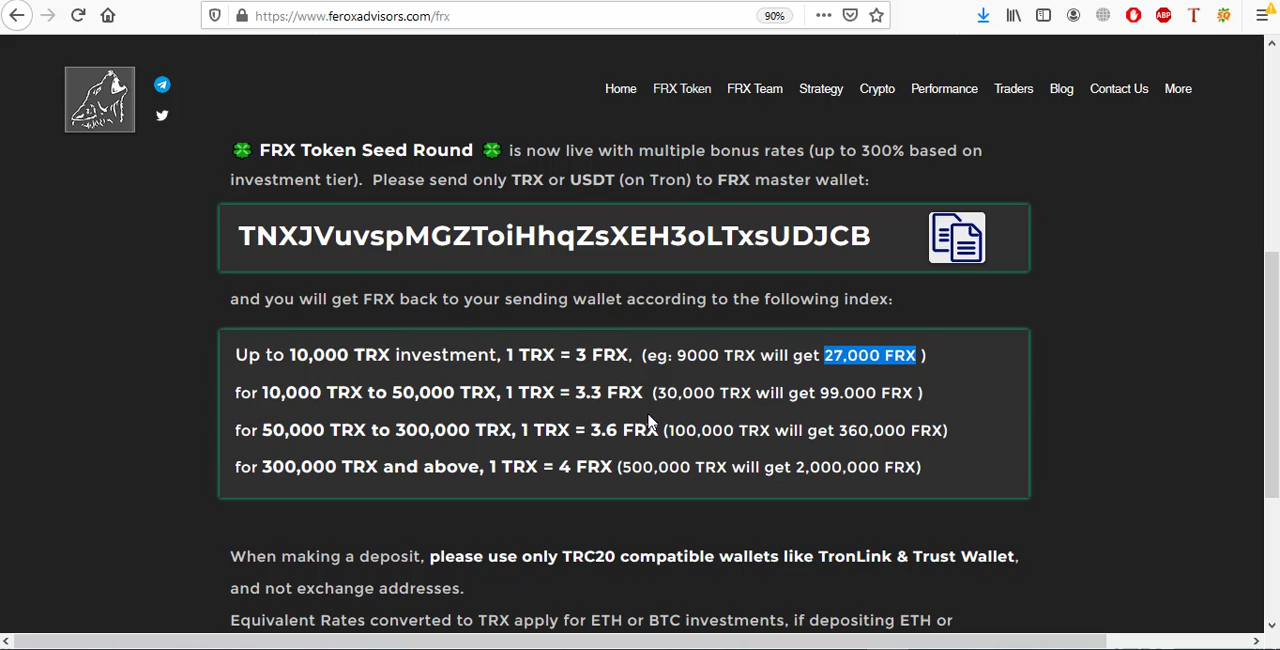 https://www.feroxadvisors.com/frx
90%
ABP
T
Home FRX Token FRX Team Strategy Crypto Performance Traders Blog Contact Us More
FRX Token Seed Round is now live with multiple bonus rates (up to 300% based on
investment tier). Please send only TRX or USDT (on Tron) to FRX master wallet:
TNXJVuvspMGZToiHhqZsXEH3oLTxsUDJCB
and you will get FRX back to your sending wallet according to the following index:
Up to 10,000 TRX investment, 1 TRX = 3 FRX, (eg: 9000 TRX will get 27,000 FRX )
for 10,000 TRX to 50,000 TRX, 1 TRX = 3.3 FRX (30,000 TRX will get 99.000 FRX )
for 50,000 TRX to 300,000 TRX, 1 TRX = 3.6 FRX (100,000 TRX will get 360,000 FRX)
for 300,000 TRX and above, 1 TRX = 4 FRX (500,000 TRX will get 2,000,000 FRX)
When making a deposit, please use only TRC20 compatible wallets like TronLink & Trust Wallet,
and not exchange addresses.
Equivalent Rates converted to TRX apply for ETH or BTC investments, if depositing ETH or